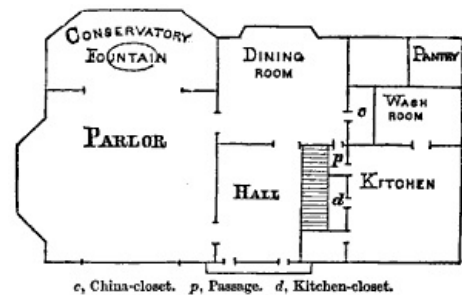 CONSERVATORY
FOUNTAIN
DINING
ROOM
PANTRY
c
WASH
ROOM
PARLOR
p
HALL
d
KITCHEN
c, China-closet. p, Passage. d, Kitchen-closet.